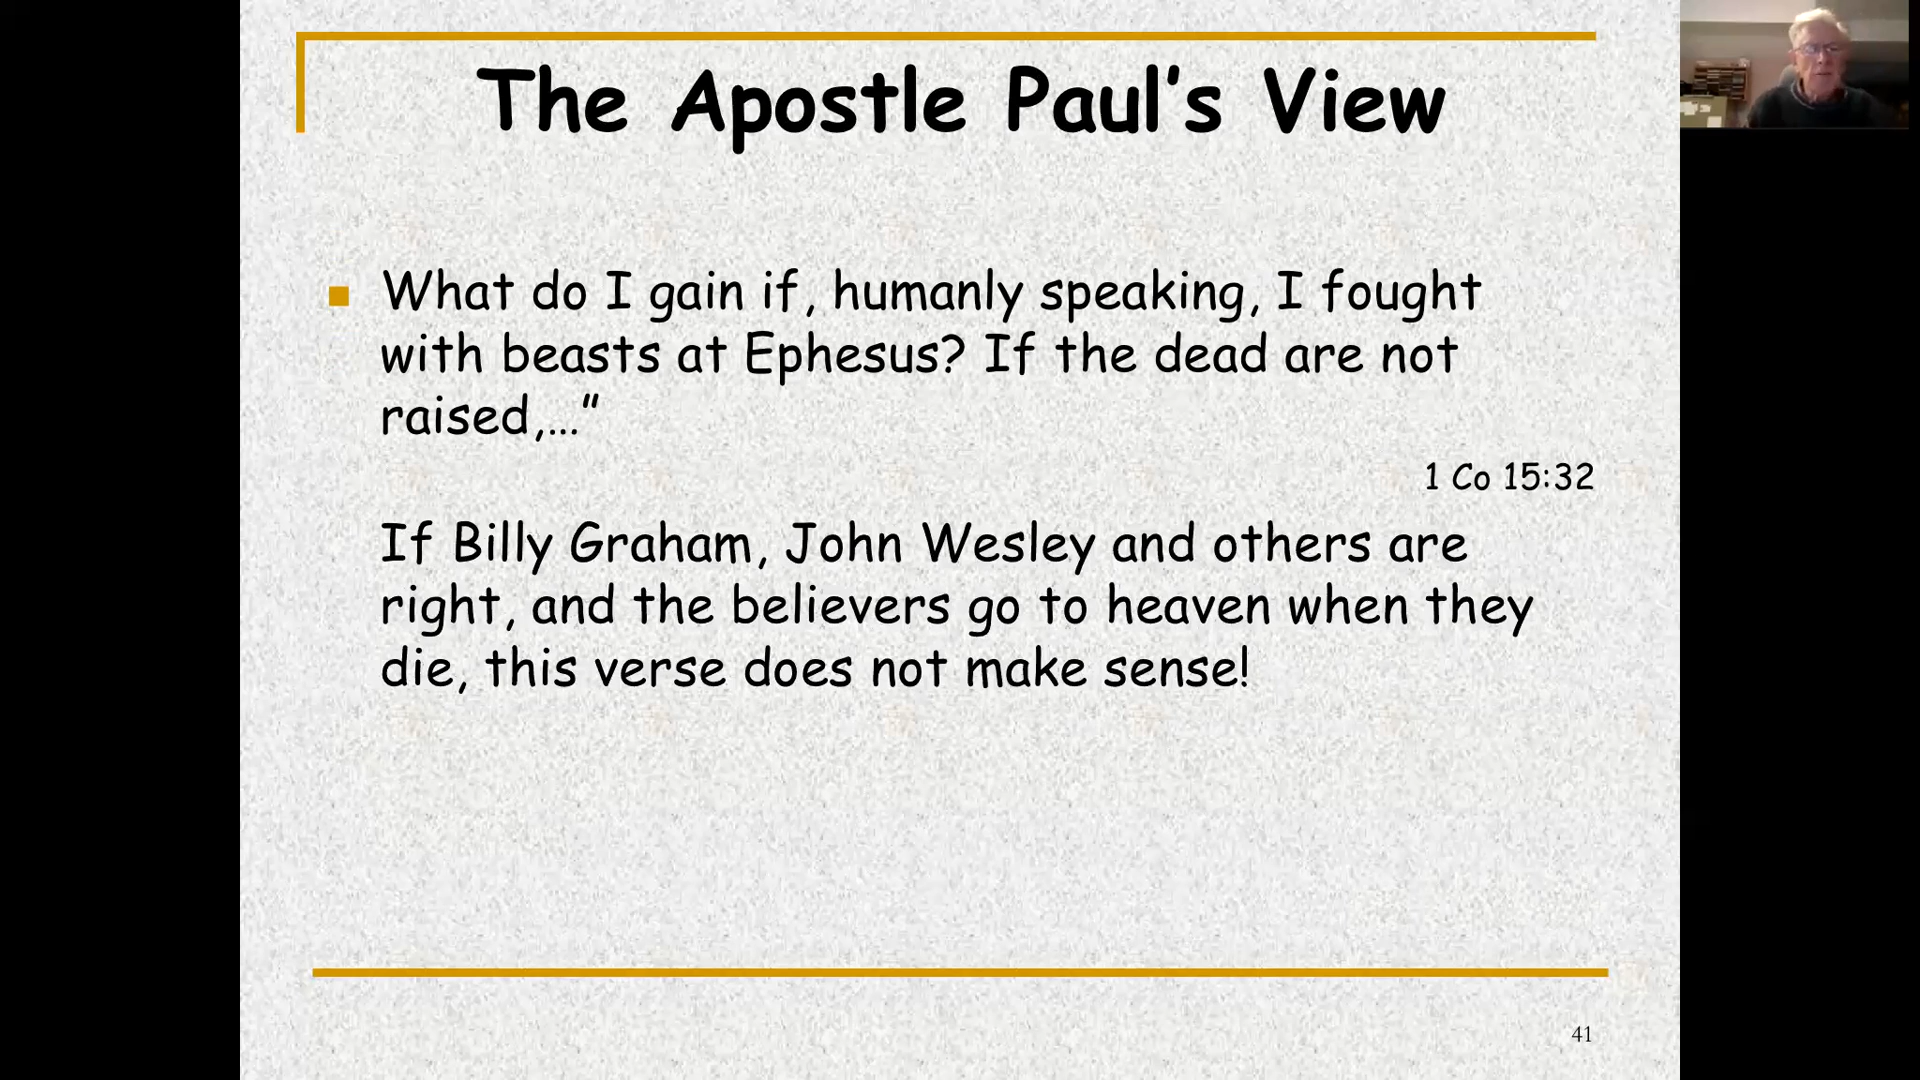 The Apostle Paul’s View
What do I gain if, humanly speaking, I fought
with beasts at Ephesus? If the dead are not
raised,…”
1 Co 15:32
If Billy Graham, John Wesley and others are
right, and the believers go to heaven when they
die, this verse does not make sense!
41